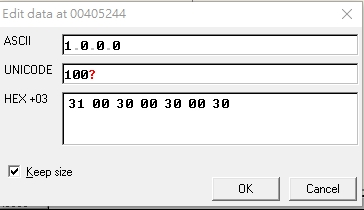 Edit data at 00405244
ASCII
1.0.0.0
UNICODE
100?
HEX +03
31 00 30 00 30 00 30
Keep size
OK
Cancel